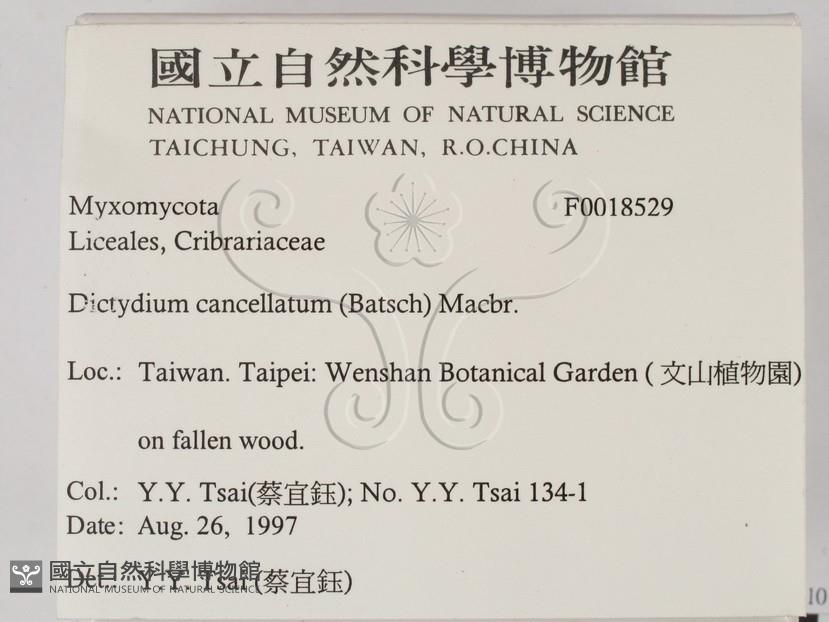 國立自然科學博物館
NATIONAL MUSEUM OF NATURAL SCIENCE
TAICHUNG, TAIWAN, R.O.CHINA
Myxomycota F0018529
Liceales, Cribrariaceae
Dictydium cancellatum (Batsch) Macbr.
Loc.: Taiwan. Taipei: Wenshan Botanical Garden (文山植物園)
on fallen wood.
Col.: Y.Y. Tsai(蔡宜鈺); No. Y.Y. Tsai 134-1
Date: Aug. 26, 1997
Det.: Y.Y. Tsai (蔡宜鈺)
國立自然科學博物館
NATIONAL MUSEUM OF NATURAL SCIENCE
10